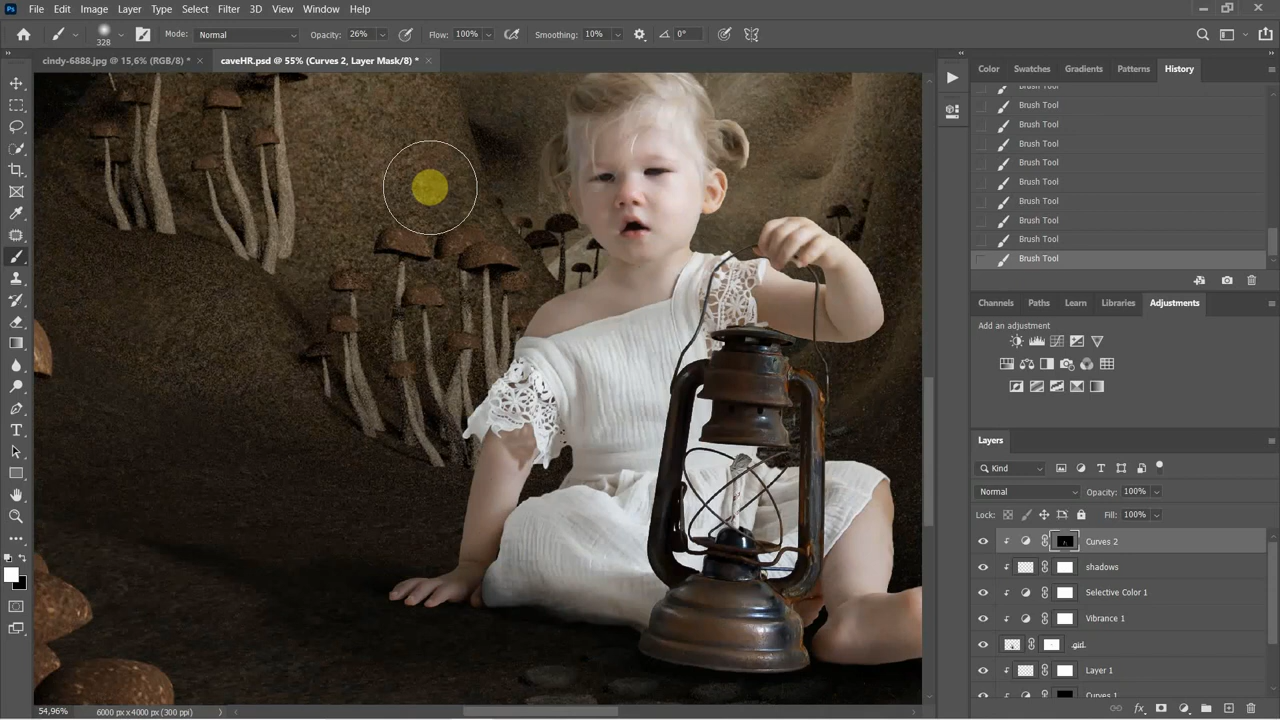 Ps File Edit Image Layer Type Select Filter 3D View Window Help
328 Mode: Normal Opacity: 26% Flow: 100% Smoothing: 10% 0°
cindy-6888.jpg @ 15,6% (RGB/8) * × caveHR.psd @ 55% (Curves 2, Layer Mask/8) * ×
Color Swatches Gradients Patterns History
Brush Tool
Brush Tool
Brush Tool
Brush Tool
Brush Tool
Brush Tool
Brush Tool
Brush Tool
Brush Tool
Channels Paths Learn Libraries Adjustments
Add an adjustment
Layers
Kind
Normal Opacity: 100%
Lock: Fill: 100%
Curves 2
shadows
Selective Color 1
Vibrance 1
girl
Layer 1
Curves 1
54,96% 6000 px x 4000 px (300 ppi)